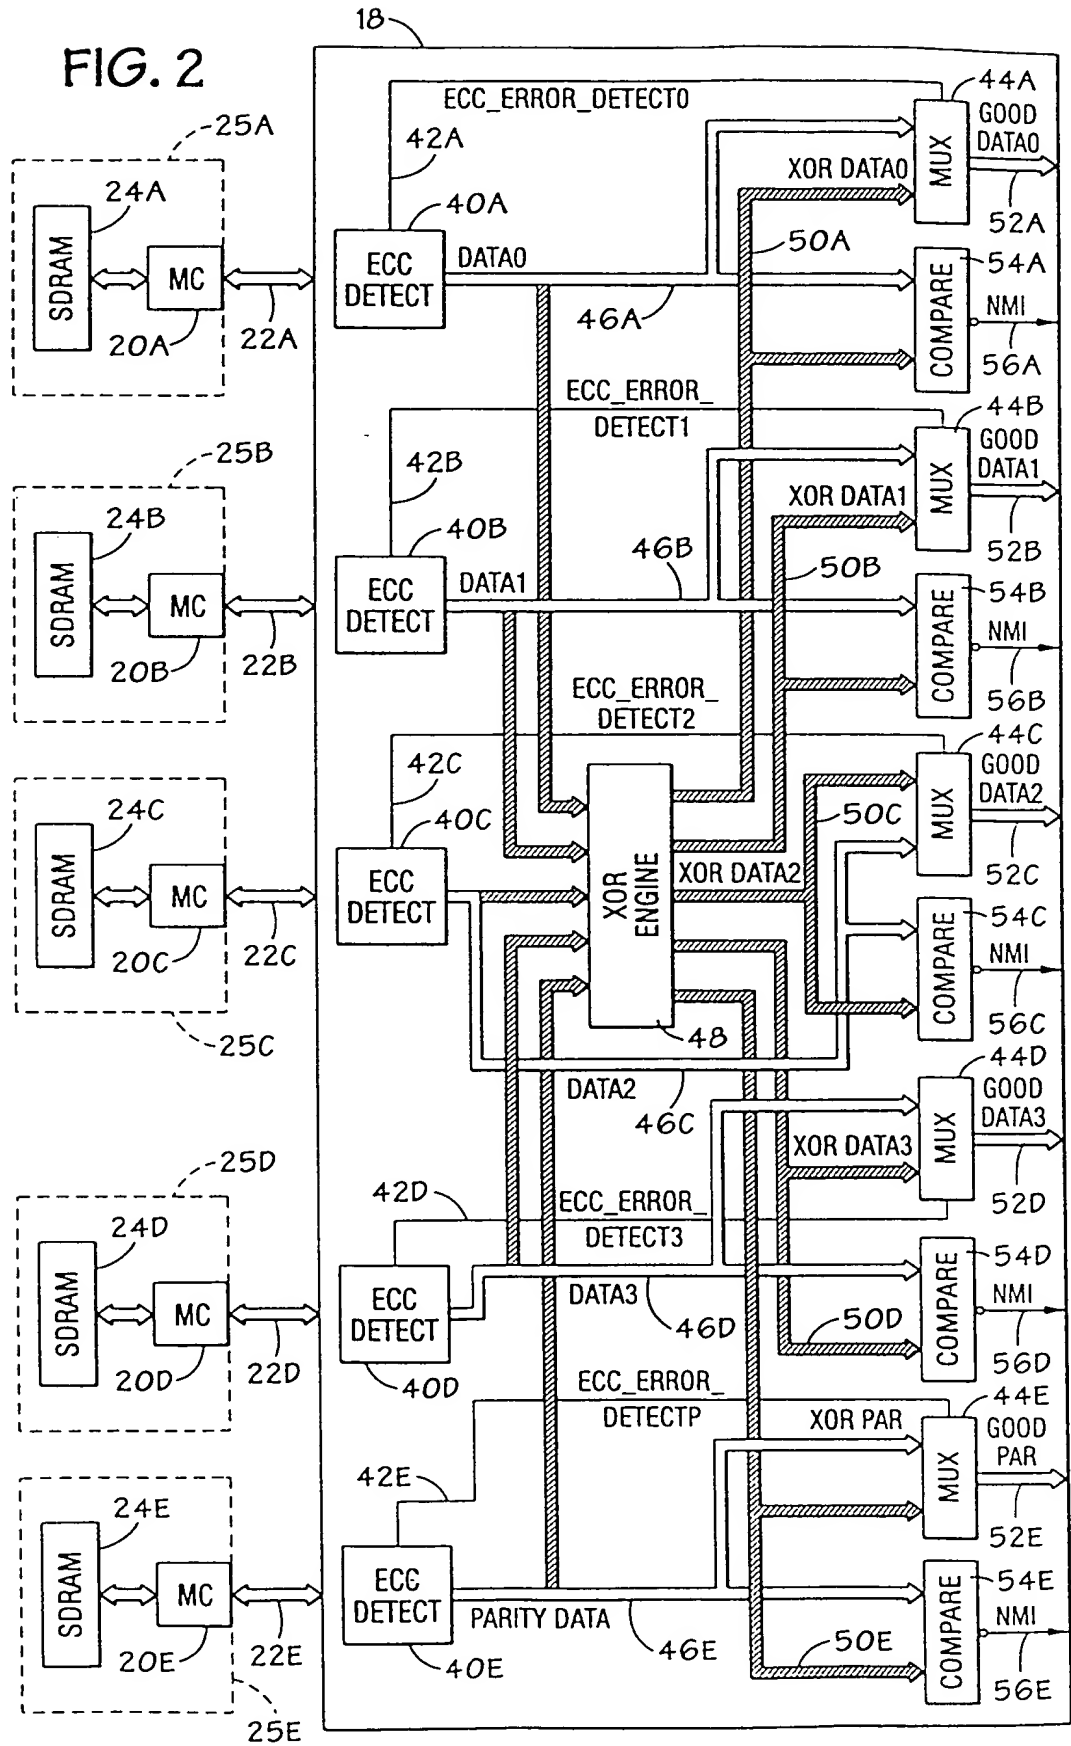 FIG. 2
18
25A
24A
SDRAM
MC
20A
22A
ECC_ERROR_DETECT0
42A
40A
ECC
DETECT
DATA0
46A
XOR DATA0
50A
44A
MUX
GOOD
DATA0
52A
54A
COMPARE
NMI
56A
25B
24B
SDRAM
MC
20B
22B
ECC_ERROR_
DETECT1
42B
40B
ECC
DETECT
DATA1
46B
XOR DATA1
50B
44B
MUX
GOOD
DATA1
52B
54B
COMPARE
NMI
56B
24C
SDRAM
MC
20C
22C
25C
ECC_ERROR_
DETECT2
42C
40C
ECC
DETECT
XOR
ENGINE
48
XOR DATA2
50C
DATA2
46C
44C
MUX
GOOD
DATA2
52C
54C
COMPARE
NMI
56C
25D
24D
SDRAM
MC
20D
22D
42D
ECC_ERROR_
DETECT3
ECC
DETECT
40D
DATA3
46D
XOR DATA3
50D
44D
MUX
GOOD
DATA3
52D
54D
COMPARE
NMI
56D
24E
SDRAM
MC
20E
22E
25E
ECC_ERROR_
DETECTP
42E
ECC
DETECT
40E
PARITY DATA
46E
XOR PAR
50E
44E
MUX
GOOD
PAR
52E
54E
COMPARE
NMI
56E